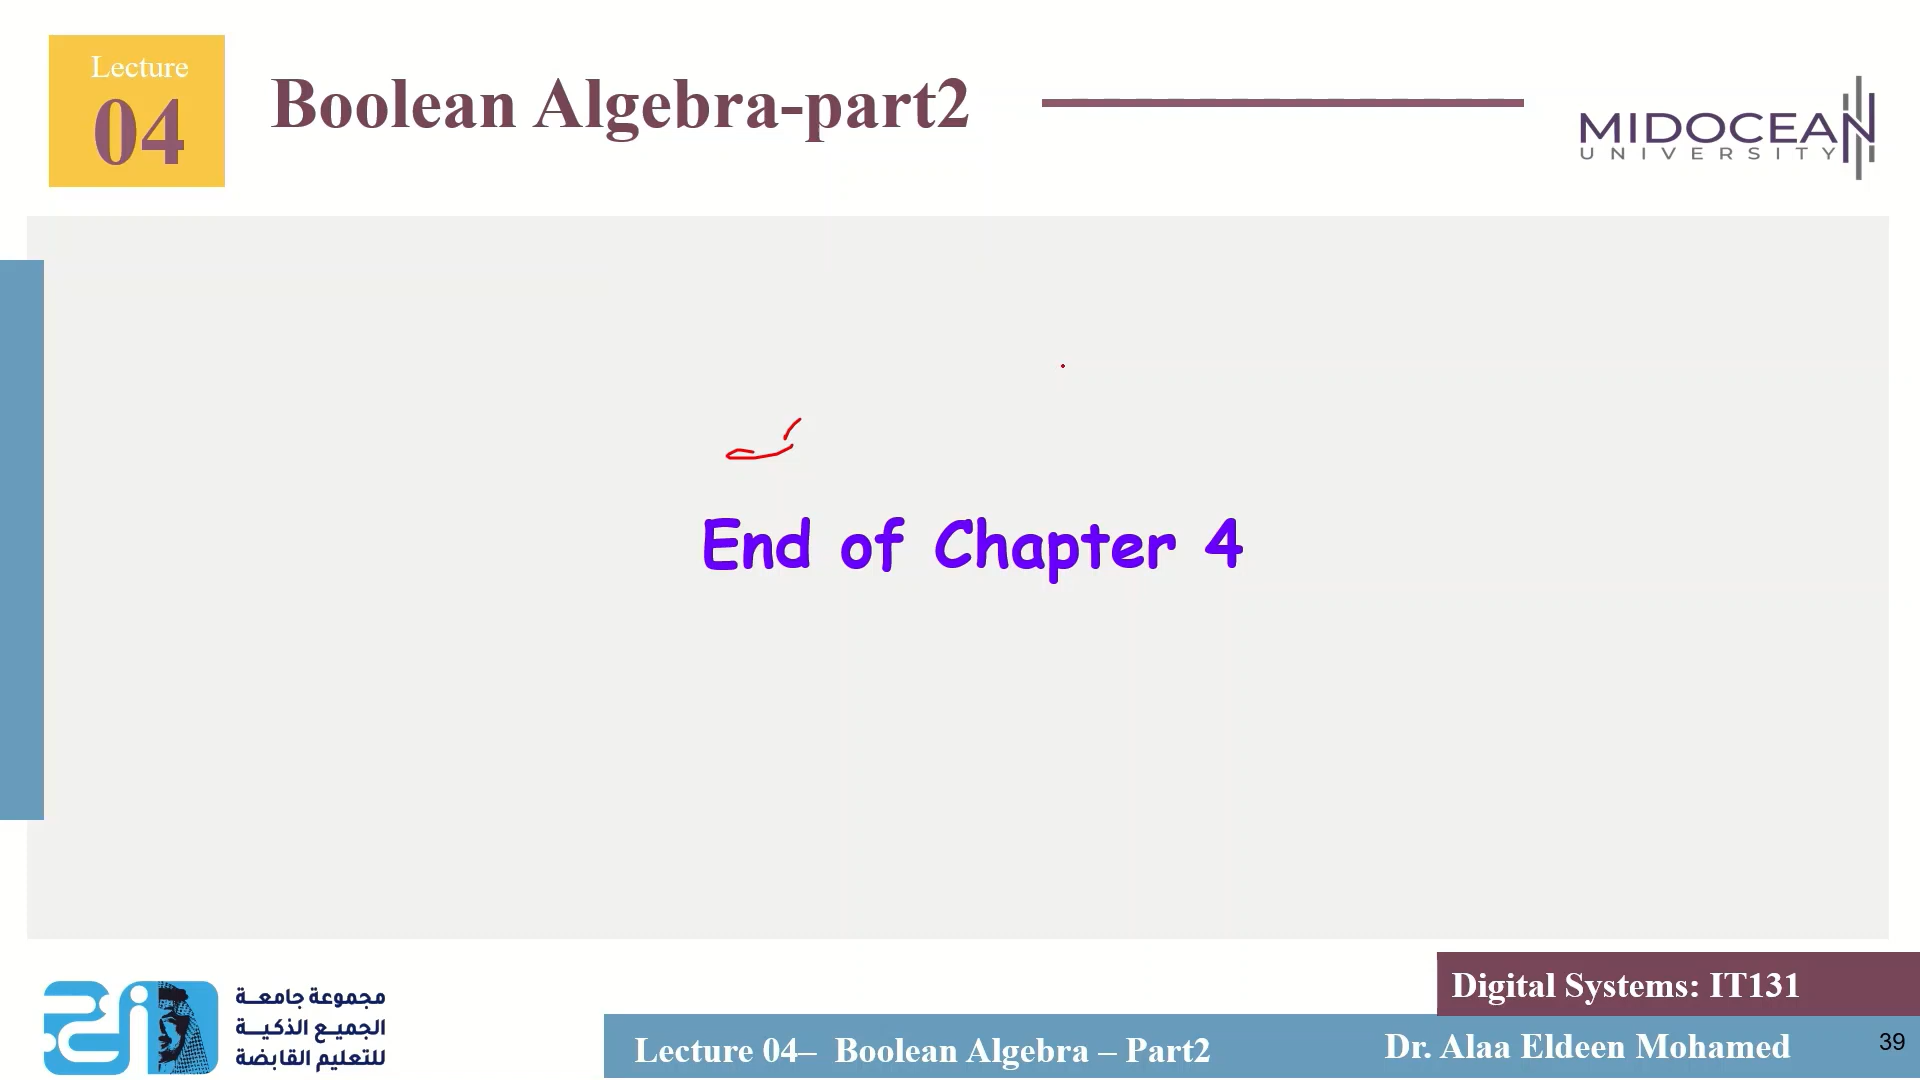 Lecture
04
Boolean Algebra-part2
MIDOCEAN
UNIVERSITY
End of Chapter 4
مجموعة جامعة
الجميع الذكية
للتعليم القابضة
Digital Systems: IT131
Lecture 04– Boolean Algebra – Part2
Dr. Alaa Eldeen Mohamed
39